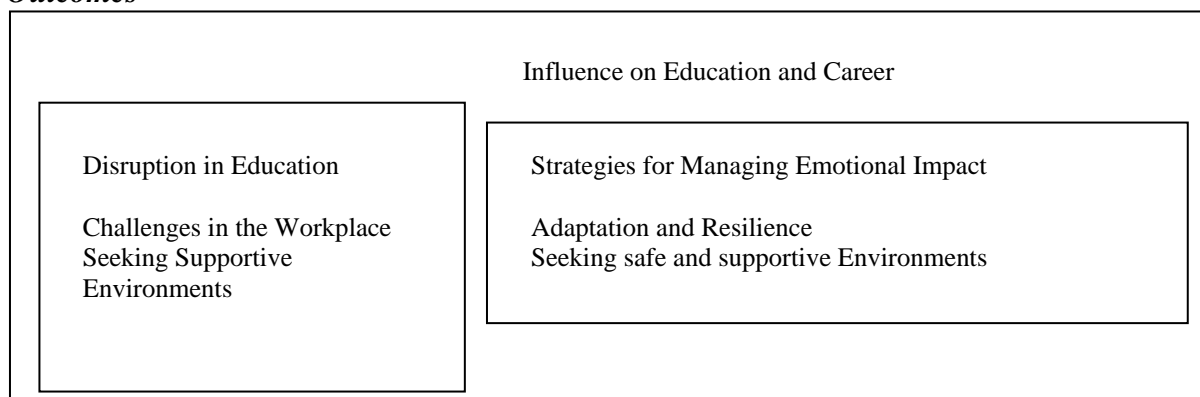 Influence on Education and Career
Disruption in Education
Challenges in the Workplace
Seeking Supportive
Environments
Strategies for Managing Emotional Impact
Adaptation and Resilience
Seeking safe and supportive Environments